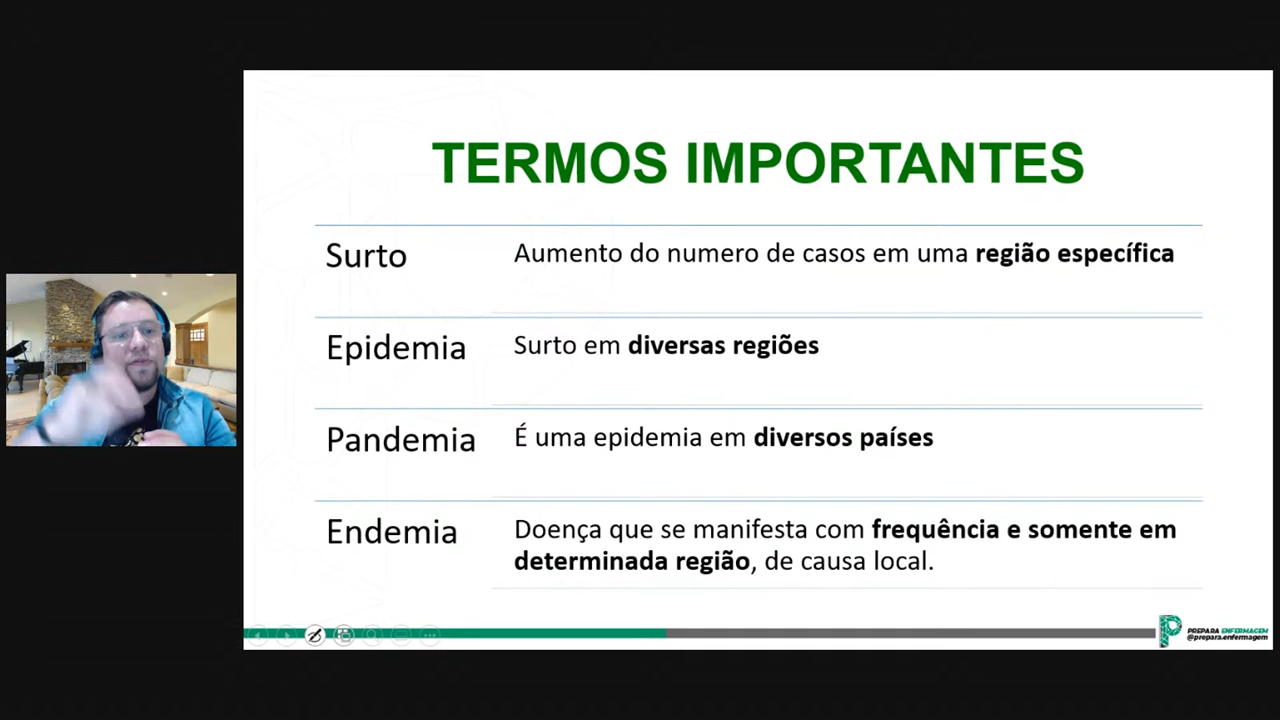 TERMOS IMPORTANTES
Surto
Aumento do numero de casos em uma região específica
Epidemia
Surto em diversas regiões
Pandemia
É uma epidemia em diversos países
Endemia
Doença que se manifesta com frequência e somente em
determinada região, de causa local.
PREPARA ENFERMAGEM
@prepara.enfermagem